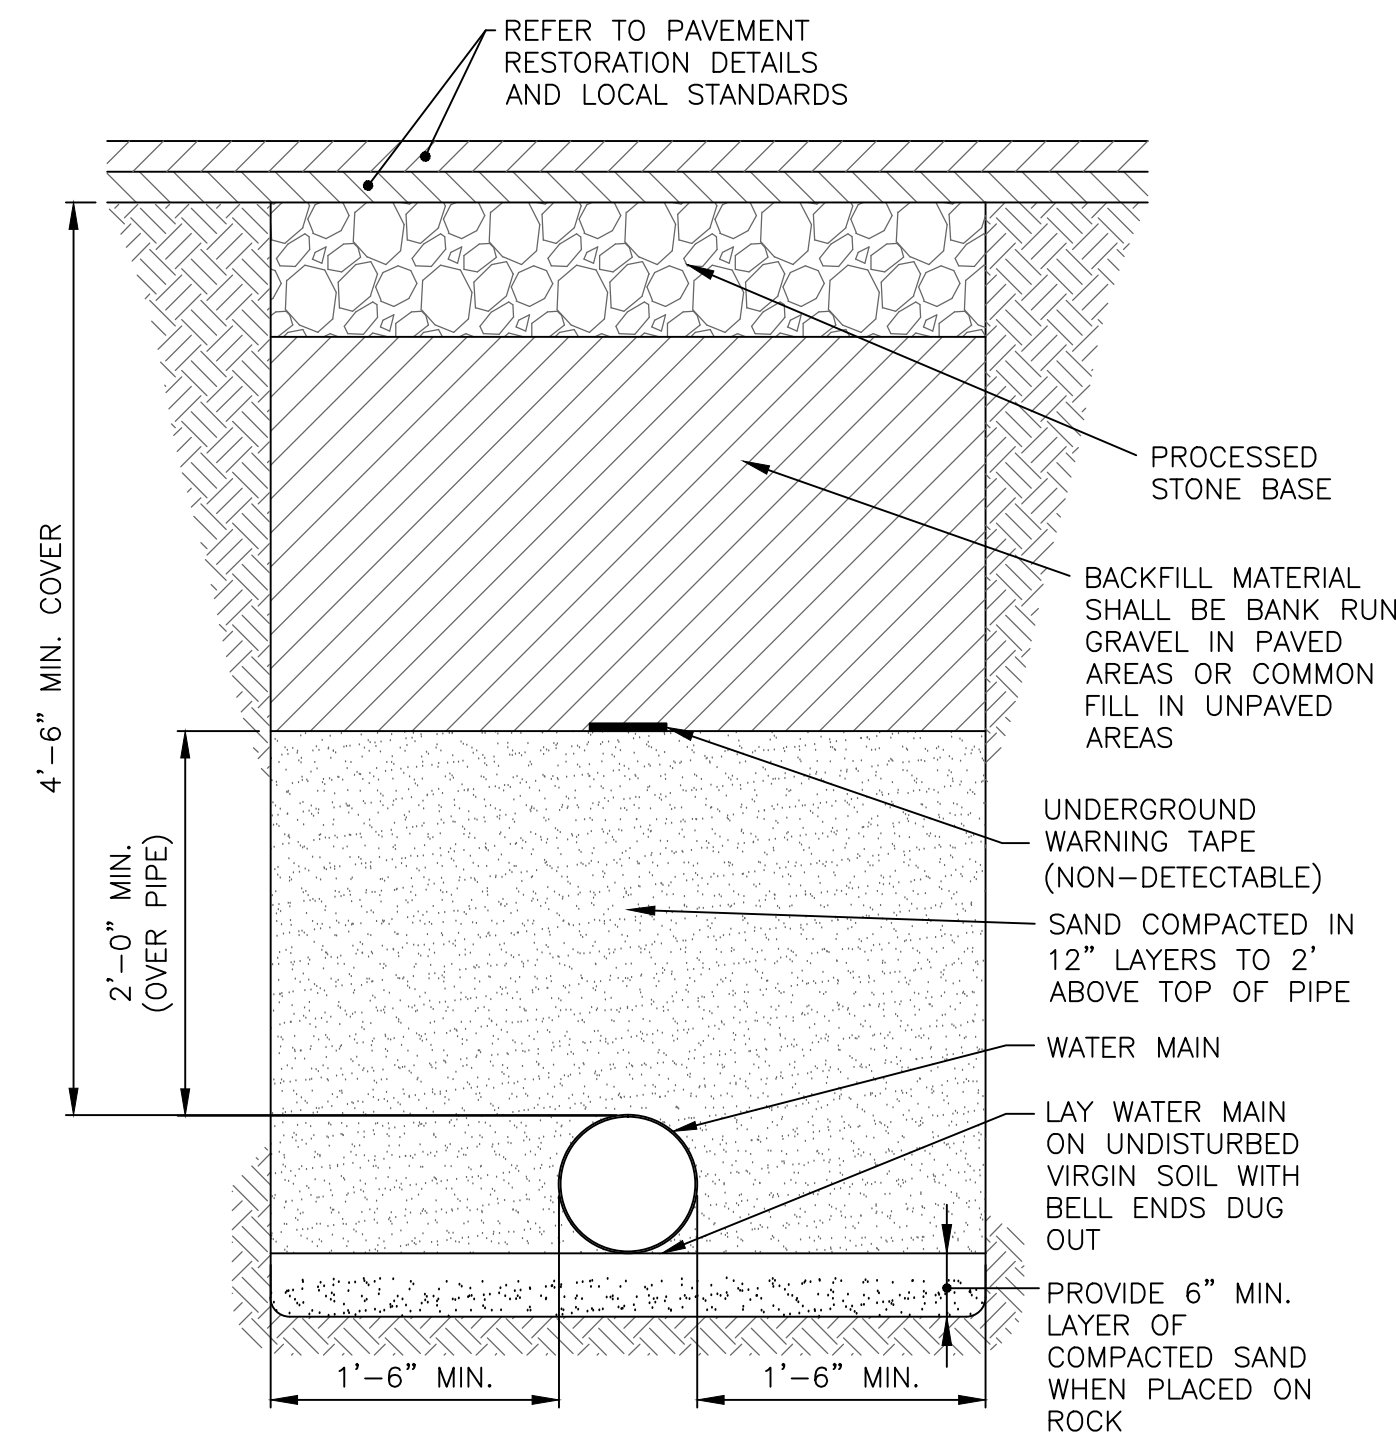 REFER TO PAVEMENT
RESTORATION DETAILS
AND LOCAL STANDARDS
4'-6" MIN. COVER
2'-0" MIN.
(OVER PIPE)
PROCESSED
STONE BASE
BACKFILL MATERIAL
SHALL BE BANK RUN
GRAVEL IN PAVED
AREAS OR COMMON
FILL IN UNPAVED
AREAS
UNDERGROUND
WARNING TAPE
(NON-DETECTABLE)
SAND COMPACTED IN
12" LAYERS TO 2'
ABOVE TOP OF PIPE
WATER MAIN
LAY WATER MAIN
ON UNDISTURBED
VIRGIN SOIL WITH
BELL ENDS DUG
OUT
PROVIDE 6" MIN.
LAYER OF
COMPACTED SAND
WHEN PLACED ON
ROCK
1'-6" MIN.
1'-6" MIN.